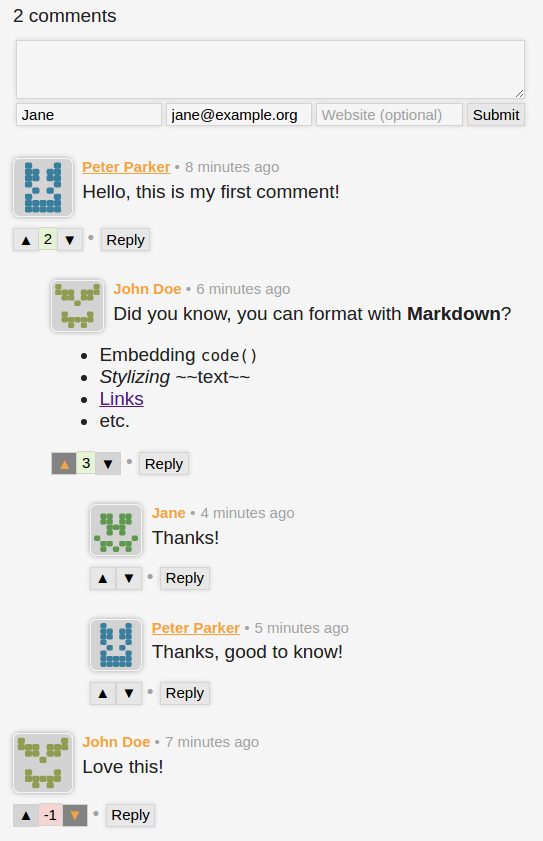 2 comments
Jane jane@example.org Website (optional) Submit
Peter Parker • 8 minutes ago
Hello, this is my first comment!
▲ 2 ▼ • Reply
John Doe • 6 minutes ago
Did you know, you can format with Markdown?
• Embedding code()
• Stylizing ~~text~~
• Links
• etc.
▲ 3 ▼ • Reply
Jane • 4 minutes ago
Thanks!
▲ ▼ • Reply
Peter Parker • 5 minutes ago
Thanks, good to know!
▲ ▼ • Reply
John Doe • 7 minutes ago
Love this!
▲ -1 ▼ • Reply